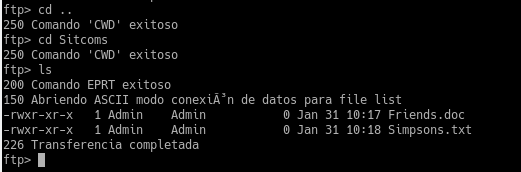 ftp> cd ..
250 Comando 'CWD' exitoso
ftp> cd Sitcoms
250 Comando 'CWD' exitoso
ftp> ls
200 Comando EPRT exitoso
150 Abriendo ASCII modo conexiÃ³n de datos para file list
-rwxr-xr-x   1 Admin    Admin           0 Jan 31 10:17 Friends.doc
-rwxr-xr-x   1 Admin    Admin           0 Jan 31 10:18 Simpsons.txt
226 Transferencia completada
ftp>